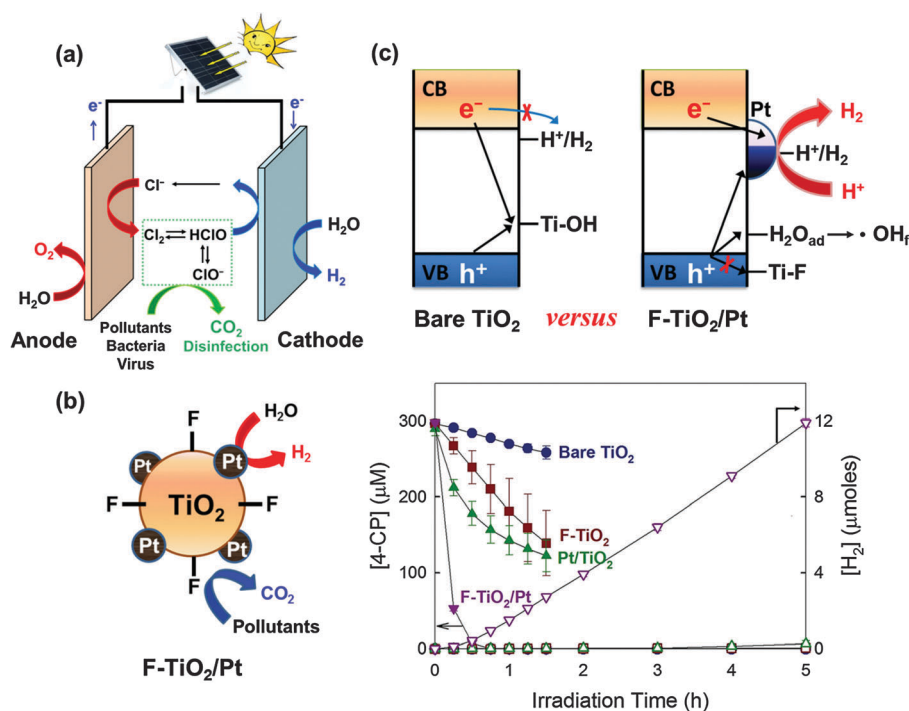 (a)
e⁻
e⁻
Cl⁻
Cl₂ ⇌ HClO
⇅
ClO⁻
O₂
H₂O
H₂O
H₂
Anode
Pollutants
Bacteria
Virus
CO₂
Disinfection
Cathode
(c)
CB
e⁻
H⁺/H₂
Ti-OH
VB
h⁺
Bare TiO₂
versus
CB
e⁻
Pt
H₂
H⁺/H₂
H⁺
H₂Oad → • OHf
Ti-F
VB
h⁺
F-TiO₂/Pt
(b)
F
H₂O
H₂
Pt
Pt
F
TiO₂
F
Pt
Pt
F
CO₂
Pollutants
F-TiO₂/Pt
[4-CP] (μM)
300
200
100
0
Bare TiO₂
F-TiO₂
Pt/TiO₂
F-TiO₂/Pt
12
8
4
0
[H₂] (μmoles)
0 1 2 3 4 5
Irradiation Time (h)